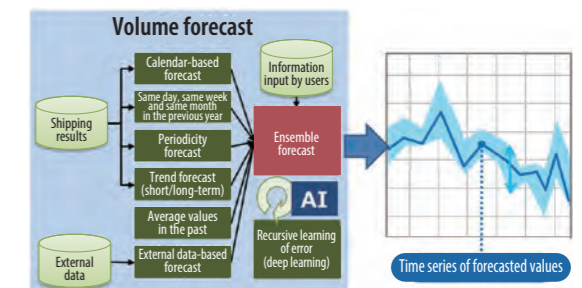 Volume forecast
Calendar-based
forecast
Same day, same week
and same month
in the previous year
Periodicity
forecast
Trend forecast
(short/long-term)
Average values
in the past
External data-based
forecast
Shipping
results
External
data
Information
input by users
Ensemble
forecast
AI
Recursive learning
of error
(deep learning)
Time series of forecasted values